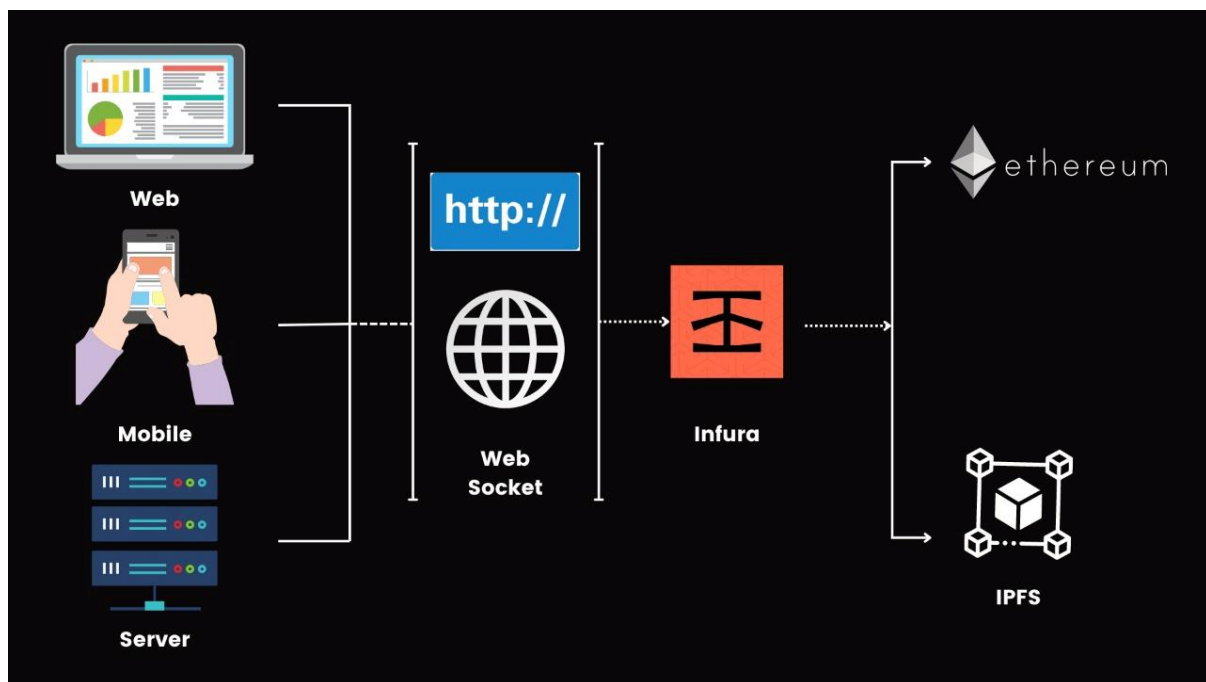 Web
Mobile
Server
http://
Web
Socket
Infura
ethereum
IPFS